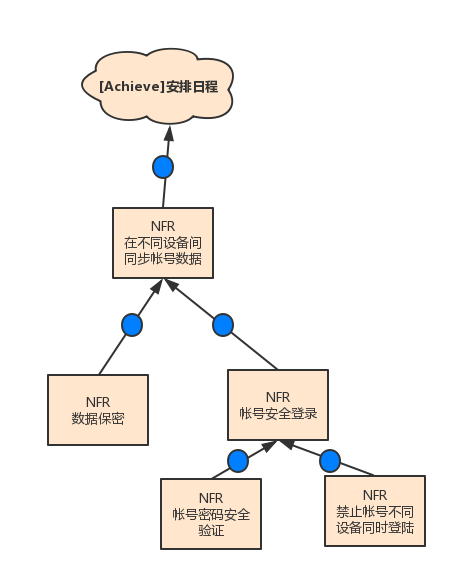 [Achieve]安排日程
NFR
在不同设备间
同步帐号数据
NFR
数据保密
NFR
帐号安全登录
NFR
帐号密码安全
验证
NFR
禁止帐号不同
设备同时登陆